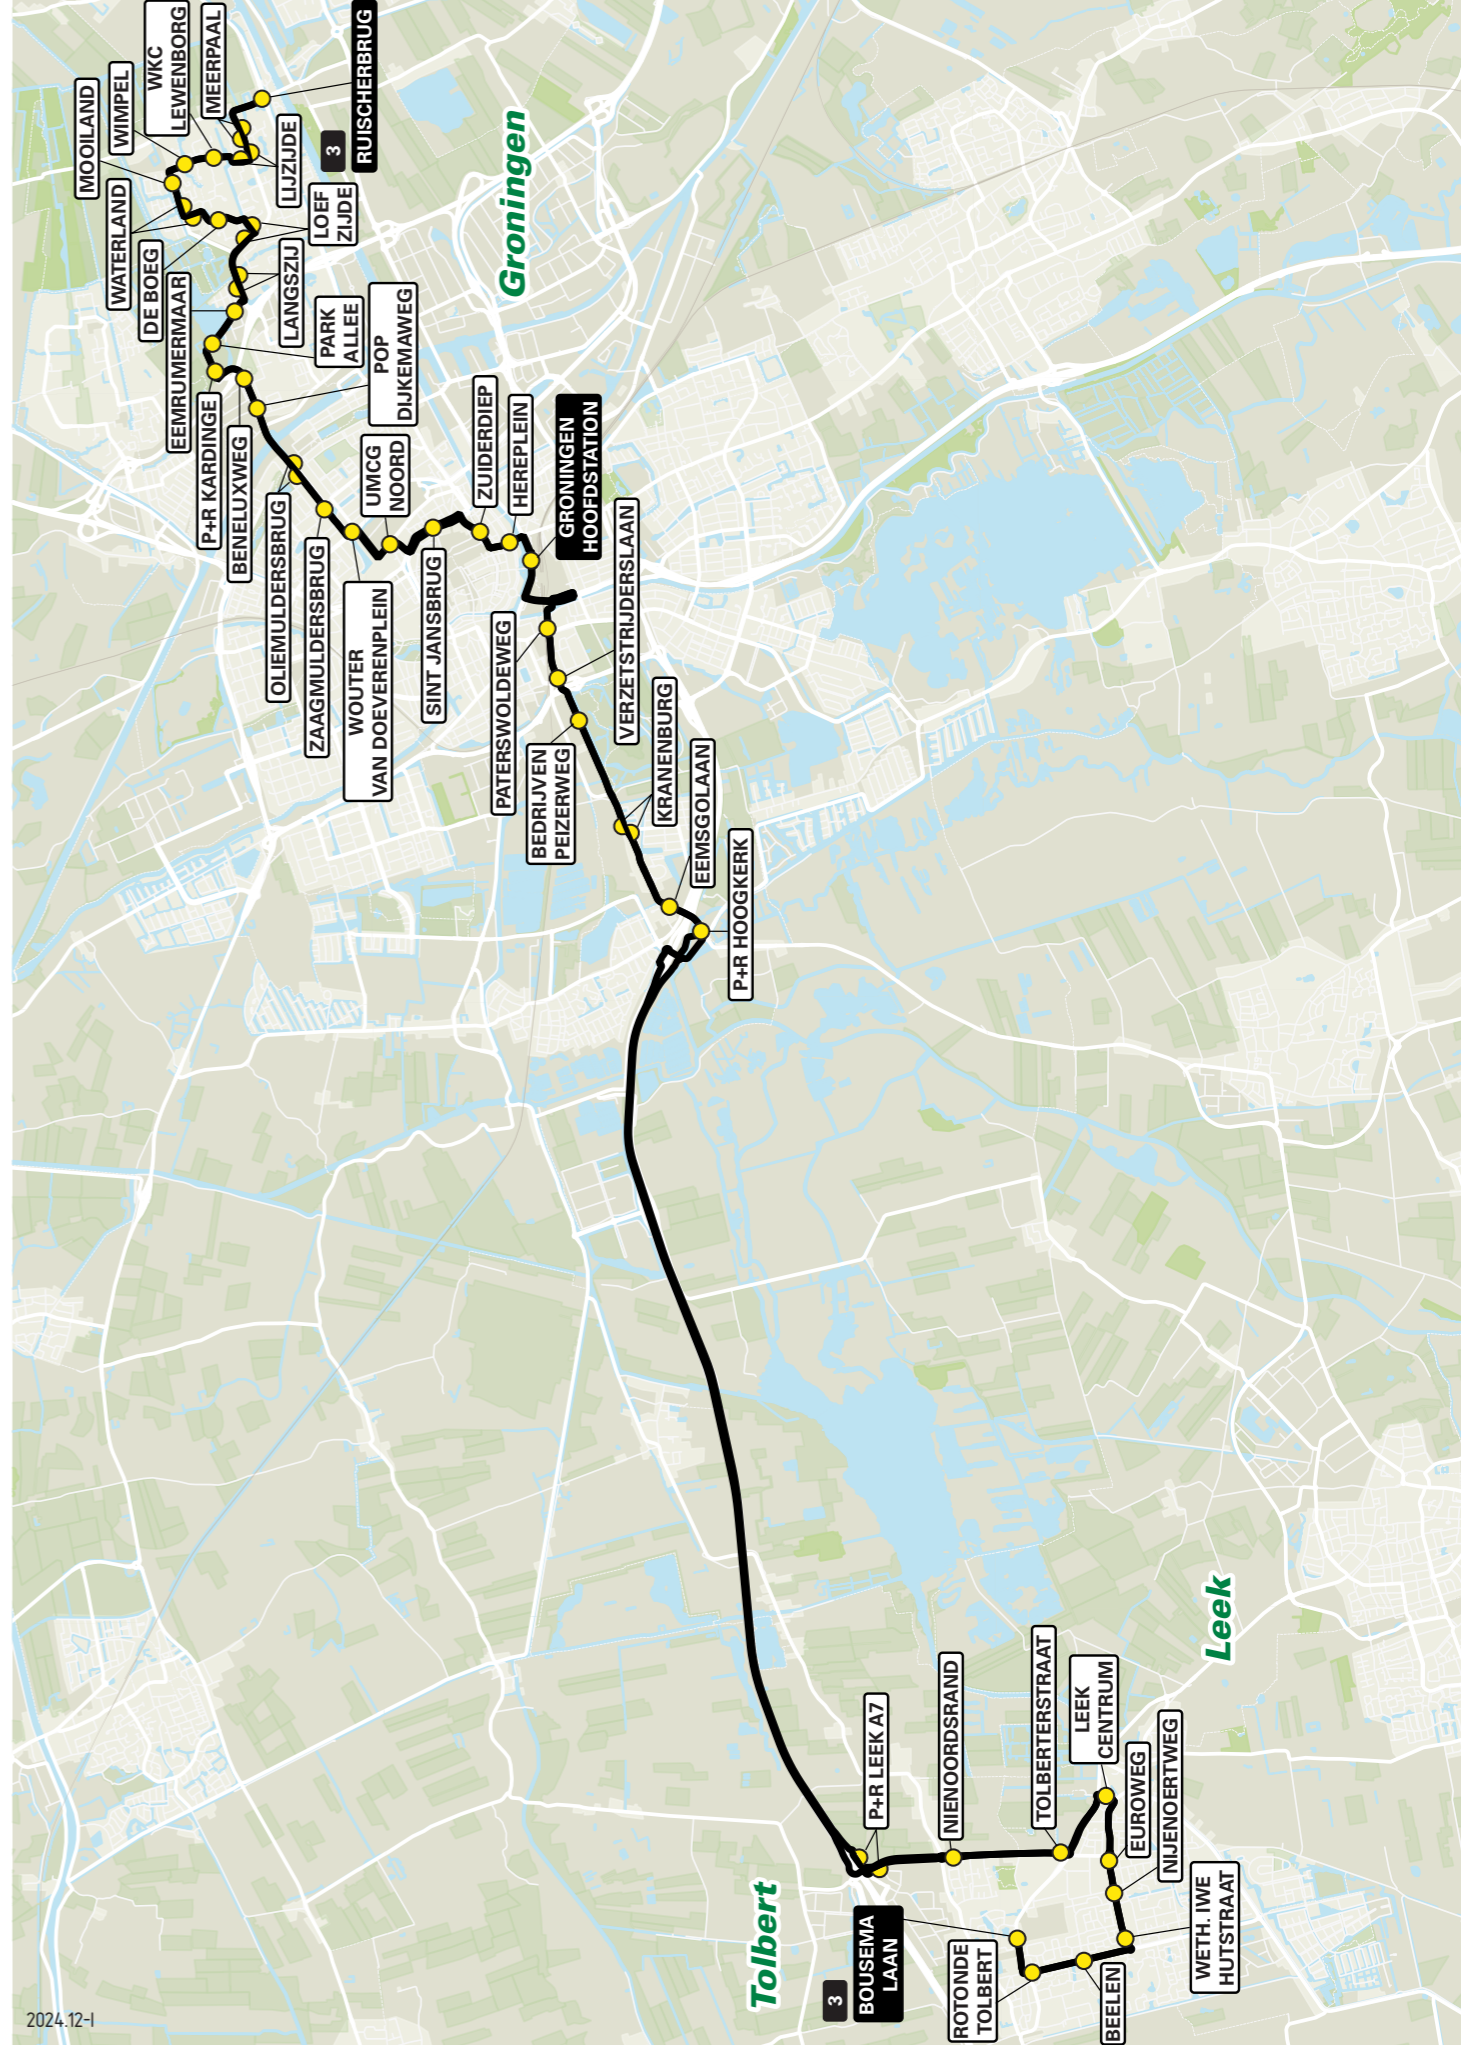 MOOILAND
WIMPEL
WKC
LEWENBORG
MEERPAAL
3
RUISCHERBRUG
LIJZIJDE
WATERLAND
DE BOEG
LOEF
ZIJDE
LANGSZIJ
EEMRUMERMAAR
PARK
ALLEE
P+R KARDINGE
POP
DIJKEMAWEG
BENELUXWEG
OLIEMULDERSBRUG
ZAAGMULDERSBRUG
WOUTER
VAN DOEVERENPLEIN
UMCG
NOORD
SINT JANSBRUG
ZUIDERDIEP
HEREPLEIN
Groningen
GRONINGEN
HOOFDSTATION
PATERSWOLDEWEG
VERZETSTRIJDERSLAAN
BEDRIJVEN
PEIZERWEG
KRANENBURG
EEMSGOLAAN
P+R HOOGKERK
P+R LEEK A7
NIENOORDSRAND
TOLBERTERSTRAAT
LEEK
CENTRUM
Leek
EUROWEG
NIJENOERTWEG
WETH. IWE
HUTSTRAAT
BEELEN
ROTONDE
TOLBERT
3
BOUSEMA
LAAN
Tolbert
2024.12-I